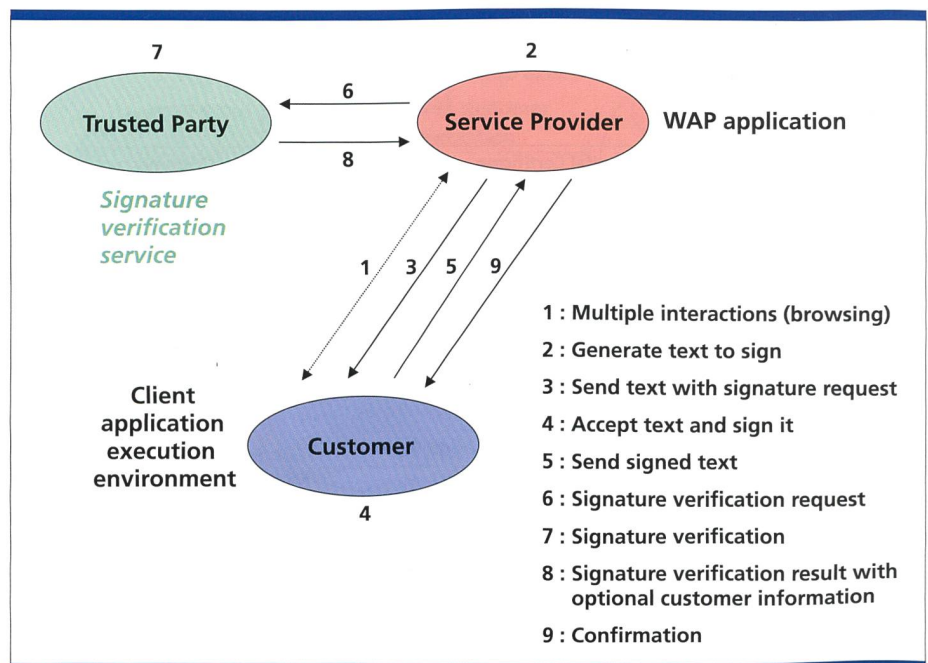 7
2
6
Trusted Party
Service Provider
WAP application
8
Signature
verification
service
1
3
5
9
Client
application
execution
environment
Customer
4
1 : Multiple interactions (browsing)
2 : Generate text to sign
3 : Send text with signature request
4 : Accept text and sign it
5 : Send signed text
6 : Signature verification request
7 : Signature verification
8 : Signature verification result with
optional customer information
9 : Confirmation